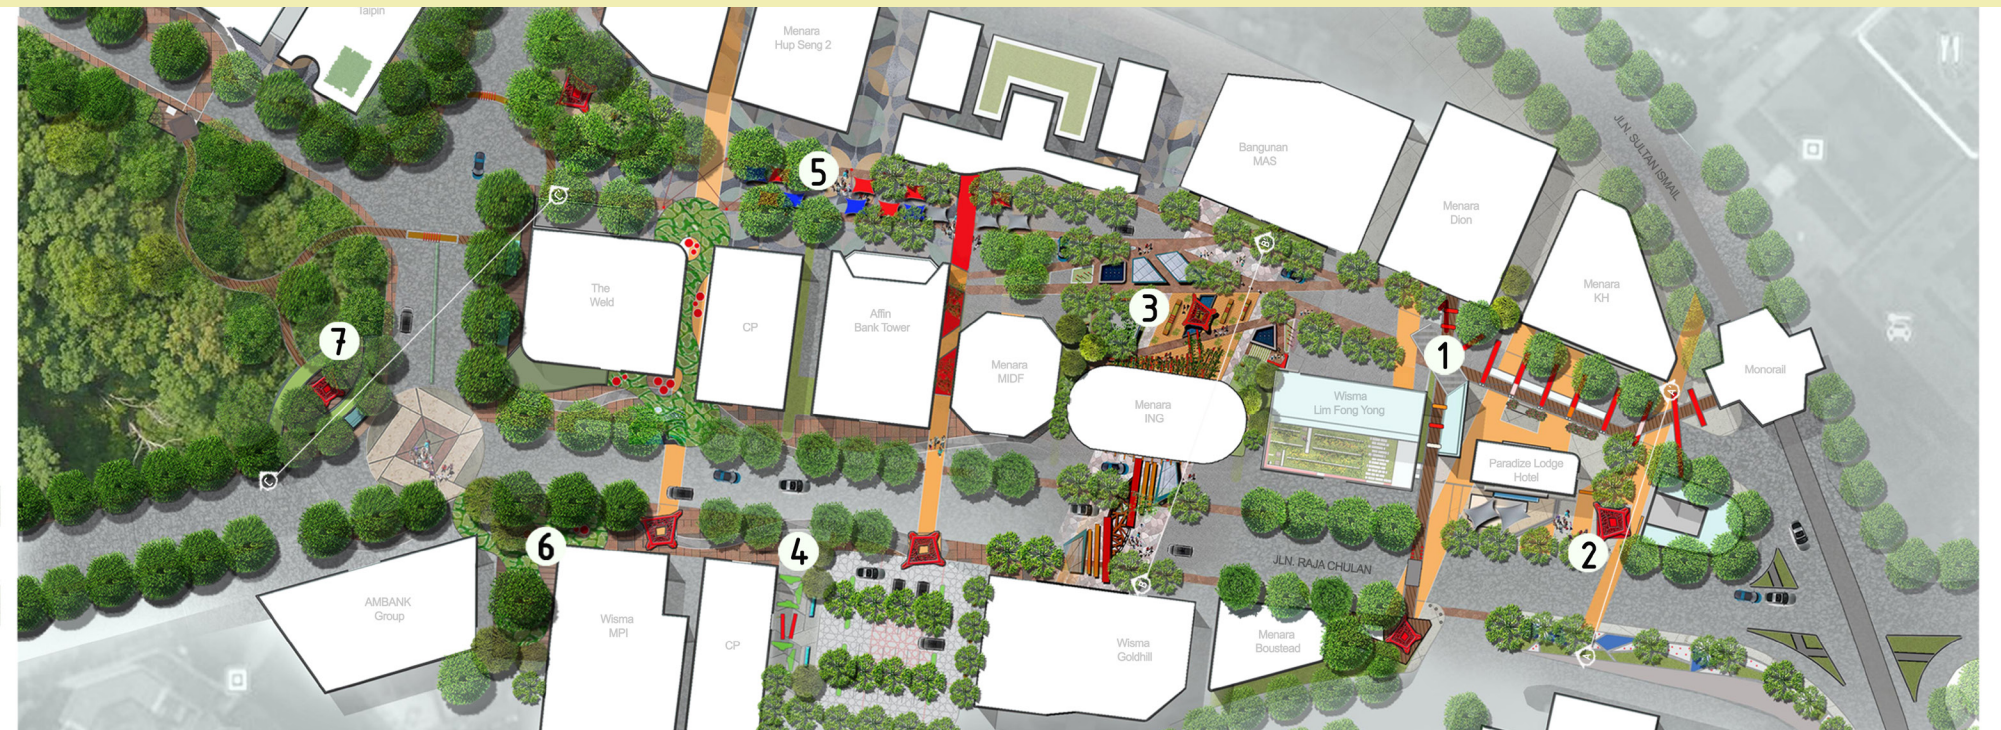 Taipin
Menara
Hup Seng 2
Bangunan
MAS
Menara
Dion
JLN. SULTAN ISMAIL
Menara
KH
Monorail
5
The
Weld
CP
Affin
Bank Tower
3
Menara
MIDF
Menara
ING
Wisma
Lim Fong Yong
1
Paradize Lodge
Hotel
7
6
4
2
JLN. RAJA CHULAN
AMBANK
Group
Wisma
MPI
CP
Wisma
Goldhill
Menara
Boustead
C
C
B
B
A
A